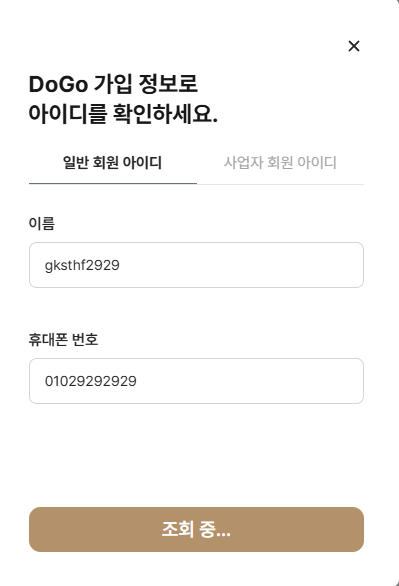 DoGo 가입 정보로
아이디를 확인하세요.
일반 회원 아이디
사업자 회원 아이디
이름
gksthf2929
휴대폰 번호
01029292929
조회 중...